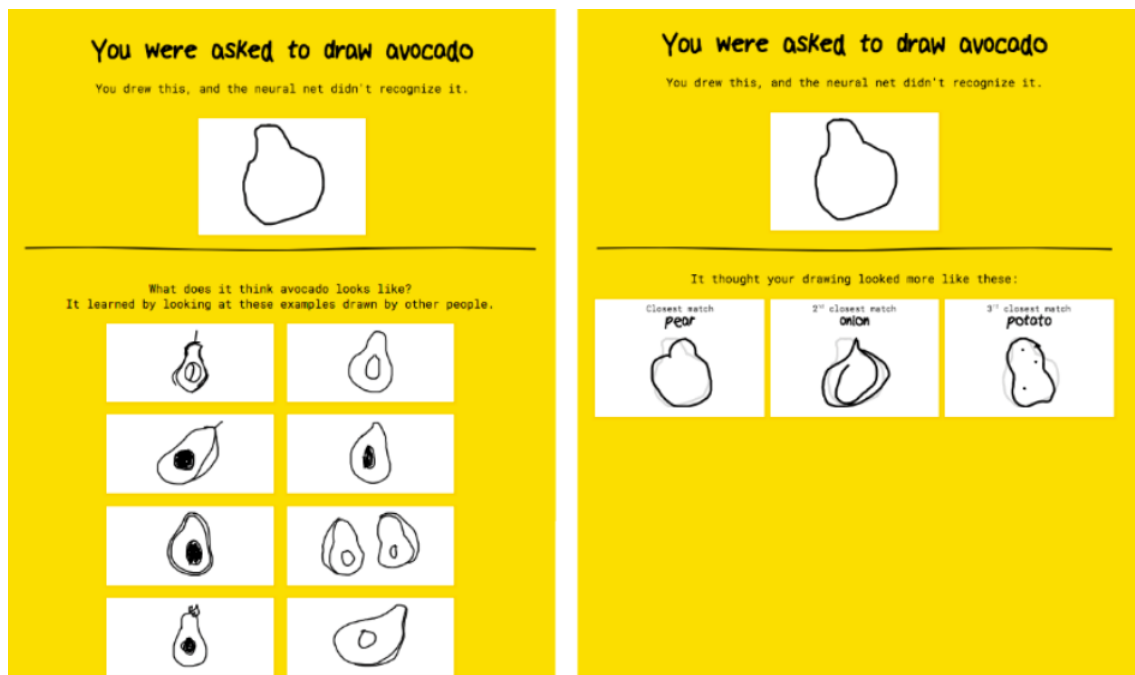 You were asked to draw avocado
You drew this, and the neural net didn't recognize it.
What does it think avocado looks like?
It learned by looking at these examples drawn by other people.
You were asked to draw avocado
You drew this, and the neural net didn't recognize it.
It thought your drawing looked more like these:
Closest match
pear
2nd closest match
onion
3rd closest match
potato